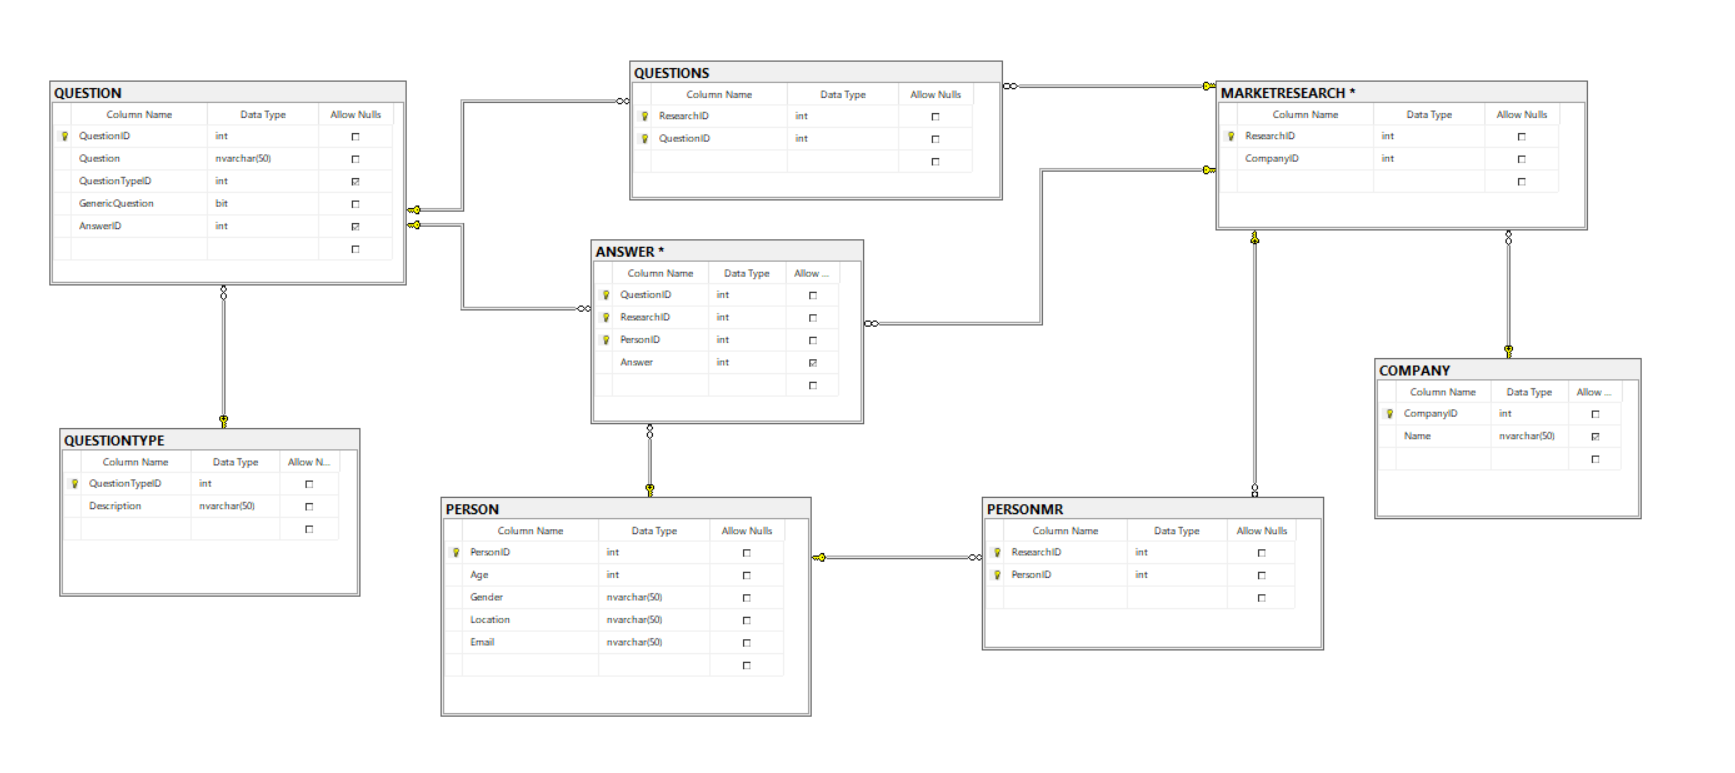 QUESTION
Column Name Data Type Allow Nulls
QuestionID int
Question nvarchar(50)
QuestionTypeID int
GenericQuestion bit
AnswerID int
QUESTIONS
Column Name Data Type Allow Nulls
ResearchID int
QuestionID int
MARKETRESEARCH *
Column Name Data Type Allow Nulls
ResearchID int
CompanyID int
ANSWER *
Column Name Data Type Allow ...
QuestionID int
ResearchID int
PersonID int
Answer int
COMPANY
Column Name Data Type Allow ...
CompanyID int
Name nvarchar(50)
QUESTIONTYPE
Column Name Data Type Allow N...
QuestionTypeID int
Description nvarchar(50)
PERSON
Column Name Data Type Allow Nulls
PersonID int
Age int
Gender nvarchar(50)
Location nvarchar(50)
Email nvarchar(50)
PERSONMR
Column Name Data Type Allow Nulls
ResearchID int
PersonID int